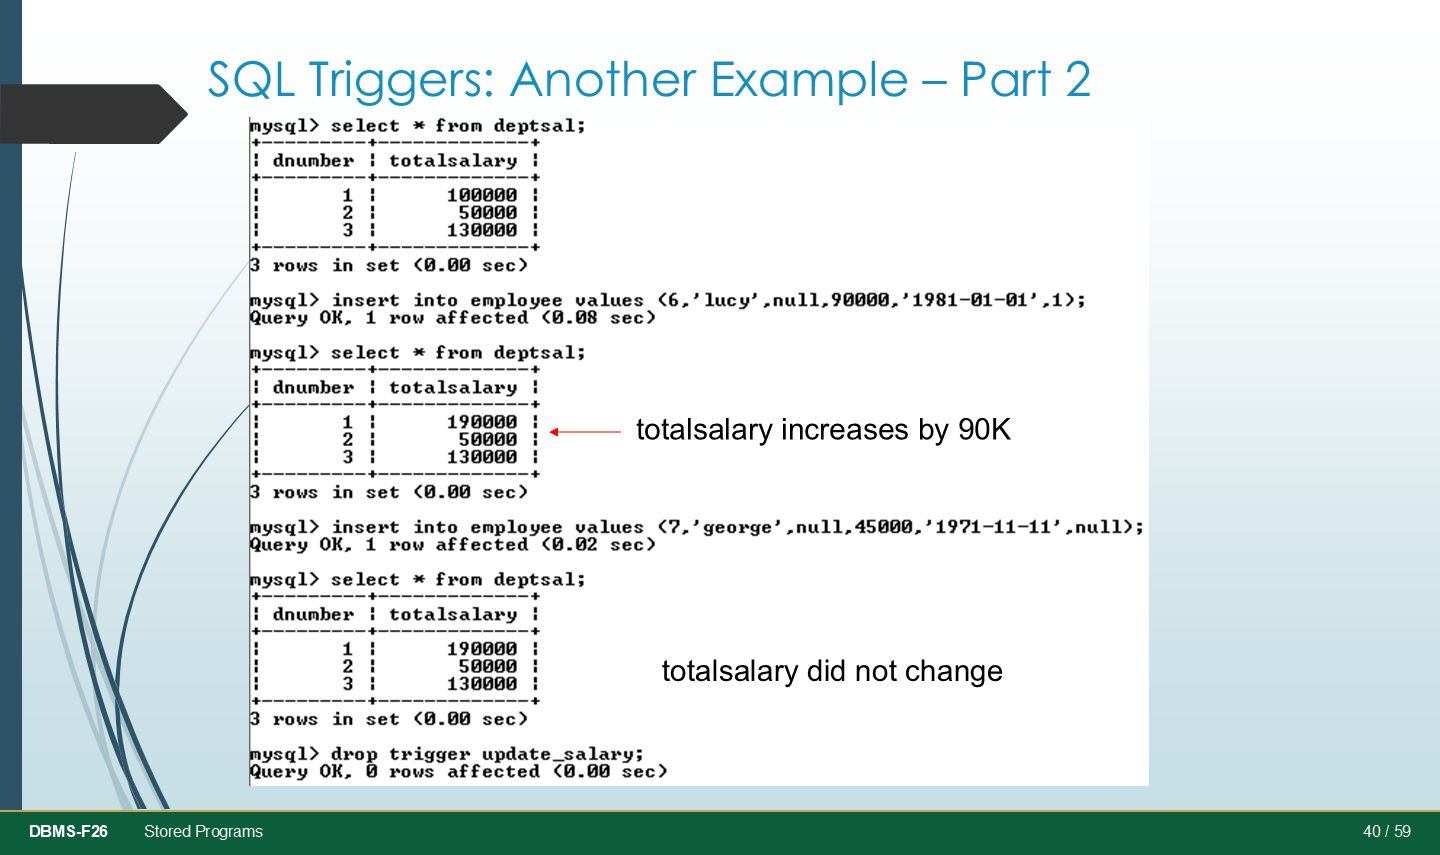 SQL Triggers: Another Example – Part 2
mysql> select * from deptsal;
+---------+-------------+
| dnumber | totalsalary |
+---------+-------------+
|       1 |      100000 |
|       2 |       50000 |
|       3 |      130000 |
+---------+-------------+
3 rows in set (0.00 sec)
mysql> insert into employee values (6,'lucy',null,90000,'1981-01-01',1);
Query OK, 1 row affected (0.08 sec)
mysql> select * from deptsal;
+---------+-------------+
| dnumber | totalsalary |
+---------+-------------+
|       1 |      190000 |
|       2 |       50000 |
|       3 |      130000 |
+---------+-------------+
totalsalary increases by 90K
3 rows in set (0.00 sec)
mysql> insert into employee values (7,'george',null,45000,'1971-11-11',null);
Query OK, 1 row affected (0.02 sec)
mysql> select * from deptsal;
+---------+-------------+
| dnumber | totalsalary |
+---------+-------------+
|       1 |      190000 |
|       2 |       50000 |
|       3 |      130000 |
+---------+-------------+
totalsalary did not change
3 rows in set (0.00 sec)
mysql> drop trigger update_salary;
Query OK, 0 rows affected (0.00 sec)
DBMS-F26 Stored Programs 40 / 59